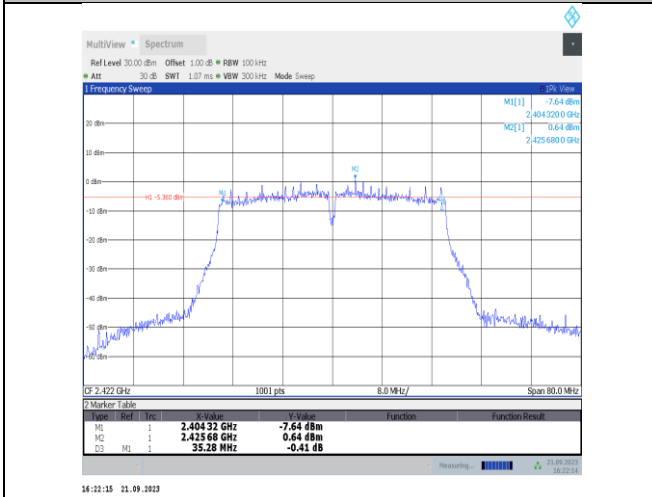 MultiView Spectrum
Ref Level 30.00 dBm Offset 1.00 dB RBW 100 kHz
Att 30 dB SWT 1.07 ms VBW 300 kHz Mode Sweep
1 Frequency Sweep 1Pk View
M1[1] -7.64 dBm
2.4043200 GHz
M2[1] 0.64 dBm
2.4256800 GHz
20 dBm
10 dBm
0 dBm
M1
M2
H1 -5.360 dBm
-10 dBm
-20 dBm
-30 dBm
-40 dBm
-50 dBm
-60 dBm
CF 2.422 GHz 1001 pts 8.0 MHz/ Span 80.0 MHz
2 Marker Table
Type Ref Trc X-Value Y-Value Function Function Result
M1 1 2.40432 GHz -7.64 dBm
M2 1 2.42568 GHz 0.64 dBm
D3 M1 1 35.28 MHz -0.41 dB
Measuring... 21.09.2023
16:22:14
16:22:15 21.09.2023